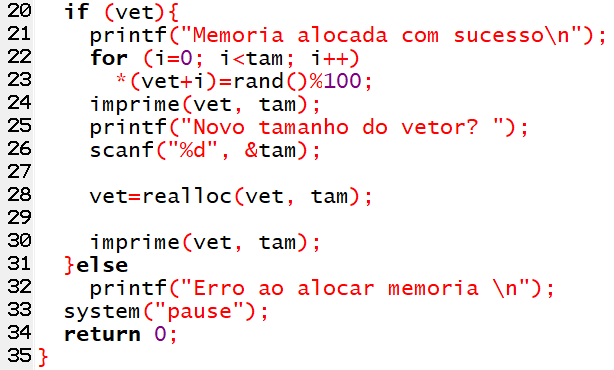 20 if (vet){
21 printf("Memoria alocada com sucesso\n");
22 for (i=0; i<tam; i++)
23 *(vet+i)=rand()%100;
24 imprime(vet, tam);
25 printf("Novo tamanho do vetor? ");
26 scanf("%d", &tam);
27
28 vet=realloc(vet, tam);
29
30 imprime(vet, tam);
31 }else
32 printf("Erro ao alocar memoria \n");
33 system("pause");
34 return 0;
35 }